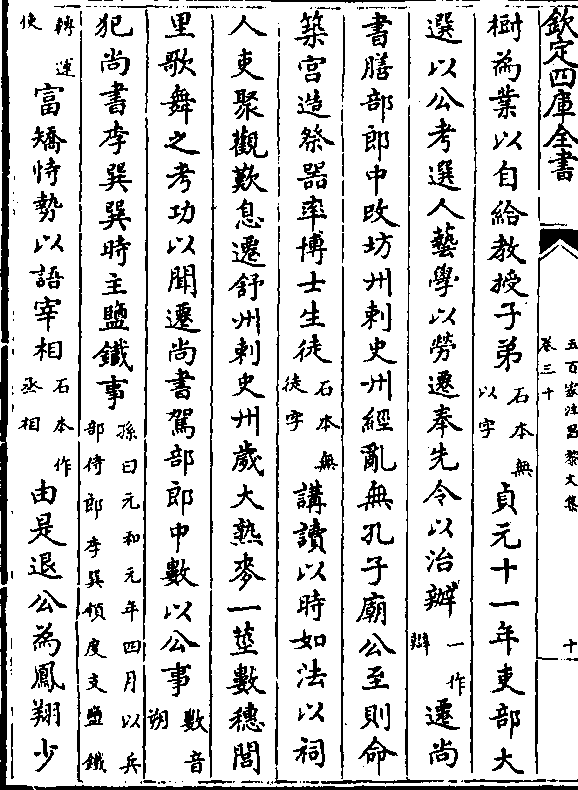 欽定四庫全書
五百家注昌黎文集
卷三十
十
樹為業以自給教授子弟石本無以字貞元十一年吏部大
選以公考選人藝學以勞遷奉先令以治辦一作辯遷尚
書膳部郎中改坊州刺史州經亂無孔子廟公至則命
築宫造祭器率博士生徒石本無徒字講讀以時如法以祠
人吏聚觀歎息遷舒州刺史州歲大熟麥一莖數穗閭
里歌舞之考功以聞遷尚書駕部郎中數以公事數音朔
犯尚書李巽巽時主鹽鐵事孫曰元和元年四月以兵部侍郎李巽領度支鹽鐵
轉運使富矯恃勢以語宰相石本作丞相由是退公為鳳翔少